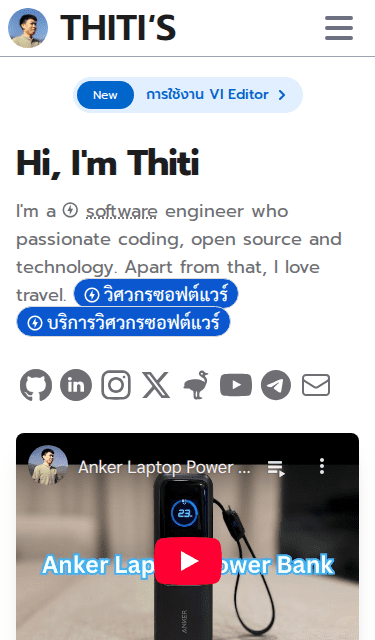 THITI’S
New การใช้งาน VI Editor
Hi, I'm Thiti
I'm a software engineer who
passionate coding, open source and
technology. Apart from that, I love
travel. วิศวกรซอฟต์แวร์
บริการวิศวกรซอฟต์แวร์
Anker Laptop Power ...
23.
Anker Lap ower Bank
ANKER